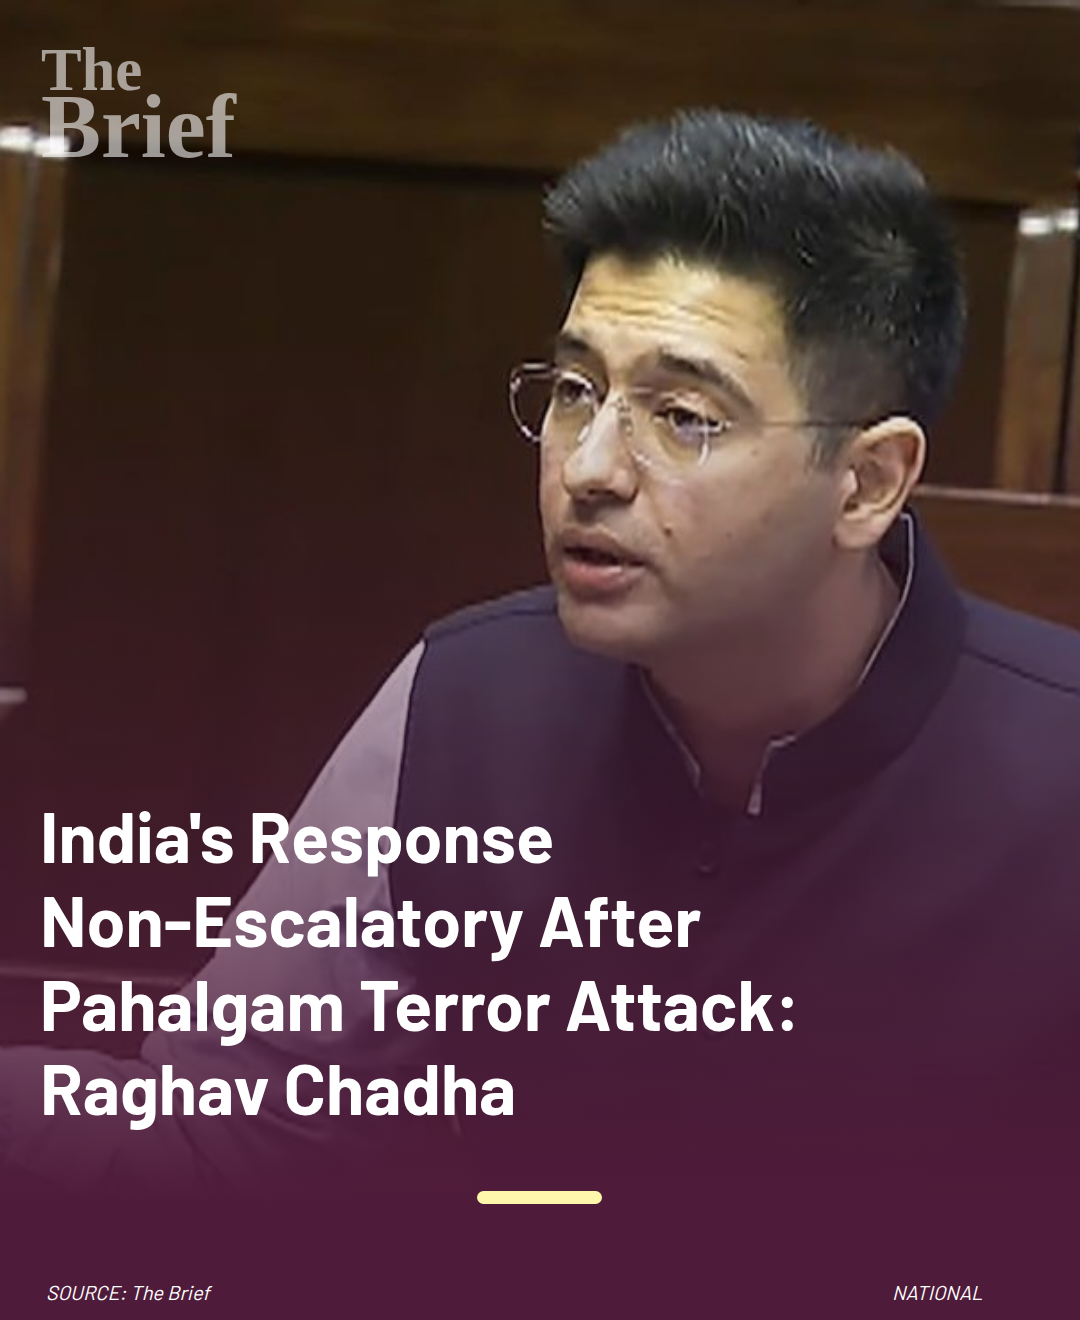 The
Brief
India's Response
Non-Escalatory After
Pahalgam Terror Attack:
Raghav Chadha
SOURCE: The Brief
NATIONAL